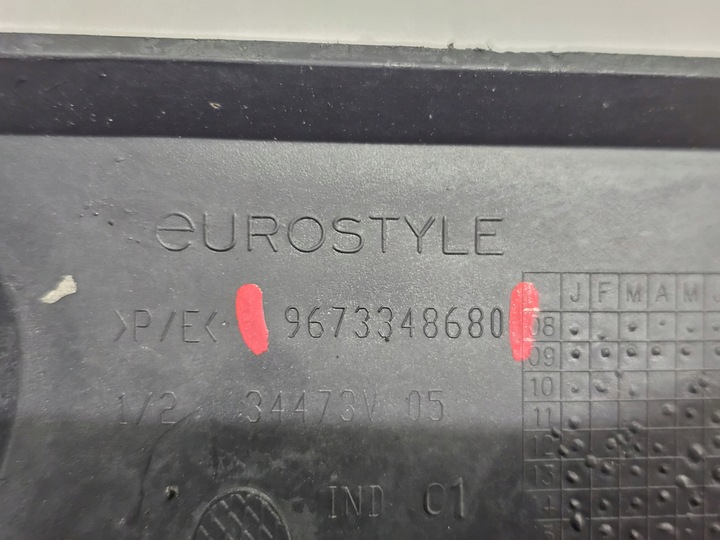 eUROSTYLE
>P/E< 9673348680
1/2 34473V 05
IND C1
J F M A M
08
09
10
11
12
13